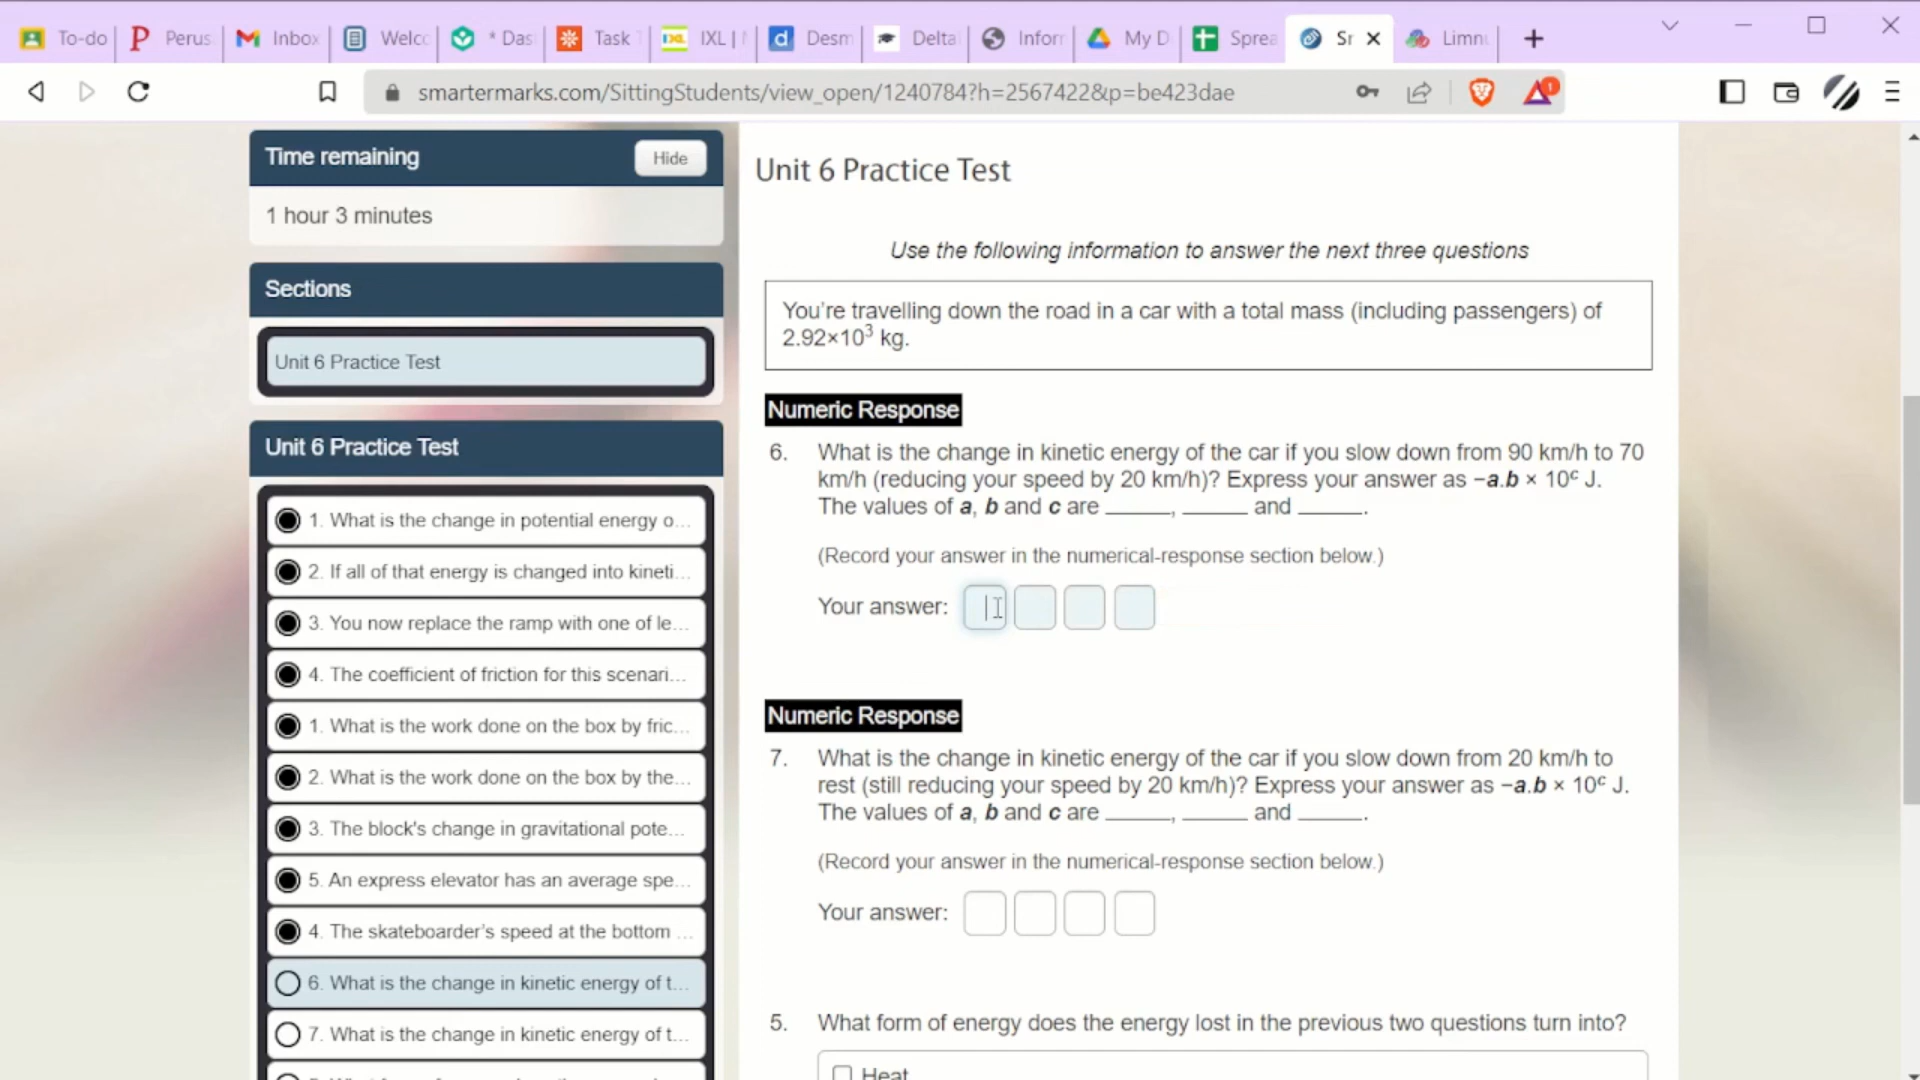 To-do
Perus
Inbox
Welco
* Das
Task
IXL |
Desm
Delta
Infor
My D
Sprea
Sr
Limn
smartermarks.com/SittingStudents/view_open/1240784?h=2567422&p=be423dae
1
Time remaining
Hide
1 hour 3 minutes
Sections
Unit 6 Practice Test
Unit 6 Practice Test
1. What is the change in potential energy o...
2. If all of that energy is changed into kineti...
3. You now replace the ramp with one of le...
4. The coefficient of friction for this scenari...
1. What is the work done on the box by fric...
2. What is the work done on the box by the...
3. The block's change in gravitational pote...
5. An express elevator has an average spe...
4. The skateboarder's speed at the bottom ...
6. What is the change in kinetic energy of t...
7. What is the change in kinetic energy of t...
Unit 6 Practice Test
Use the following information to answer the next three questions
You're travelling down the road in a car with a total mass (including passengers) of
2.92×10³ kg.
Numeric Response
6. What is the change in kinetic energy of the car if you slow down from 90 km/h to 70
km/h (reducing your speed by 20 km/h)? Express your answer as −a.b × 10ᶜ J.
The values of a, b and c are _____, _____ and _____.
(Record your answer in the numerical-response section below.)
Your answer:
Numeric Response
7. What is the change in kinetic energy of the car if you slow down from 20 km/h to
rest (still reducing your speed by 20 km/h)? Express your answer as −a.b × 10ᶜ J.
The values of a, b and c are _____, _____ and _____.
(Record your answer in the numerical-response section below.)
Your answer:
5. What form of energy does the energy lost in the previous two questions turn into?
Heat